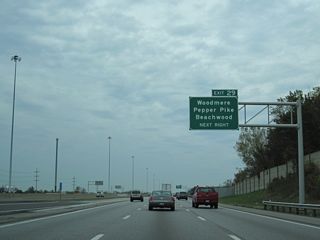 EXIT 29
Woodmere
Pepper Pike
Beachwood
NEXT RIGHT